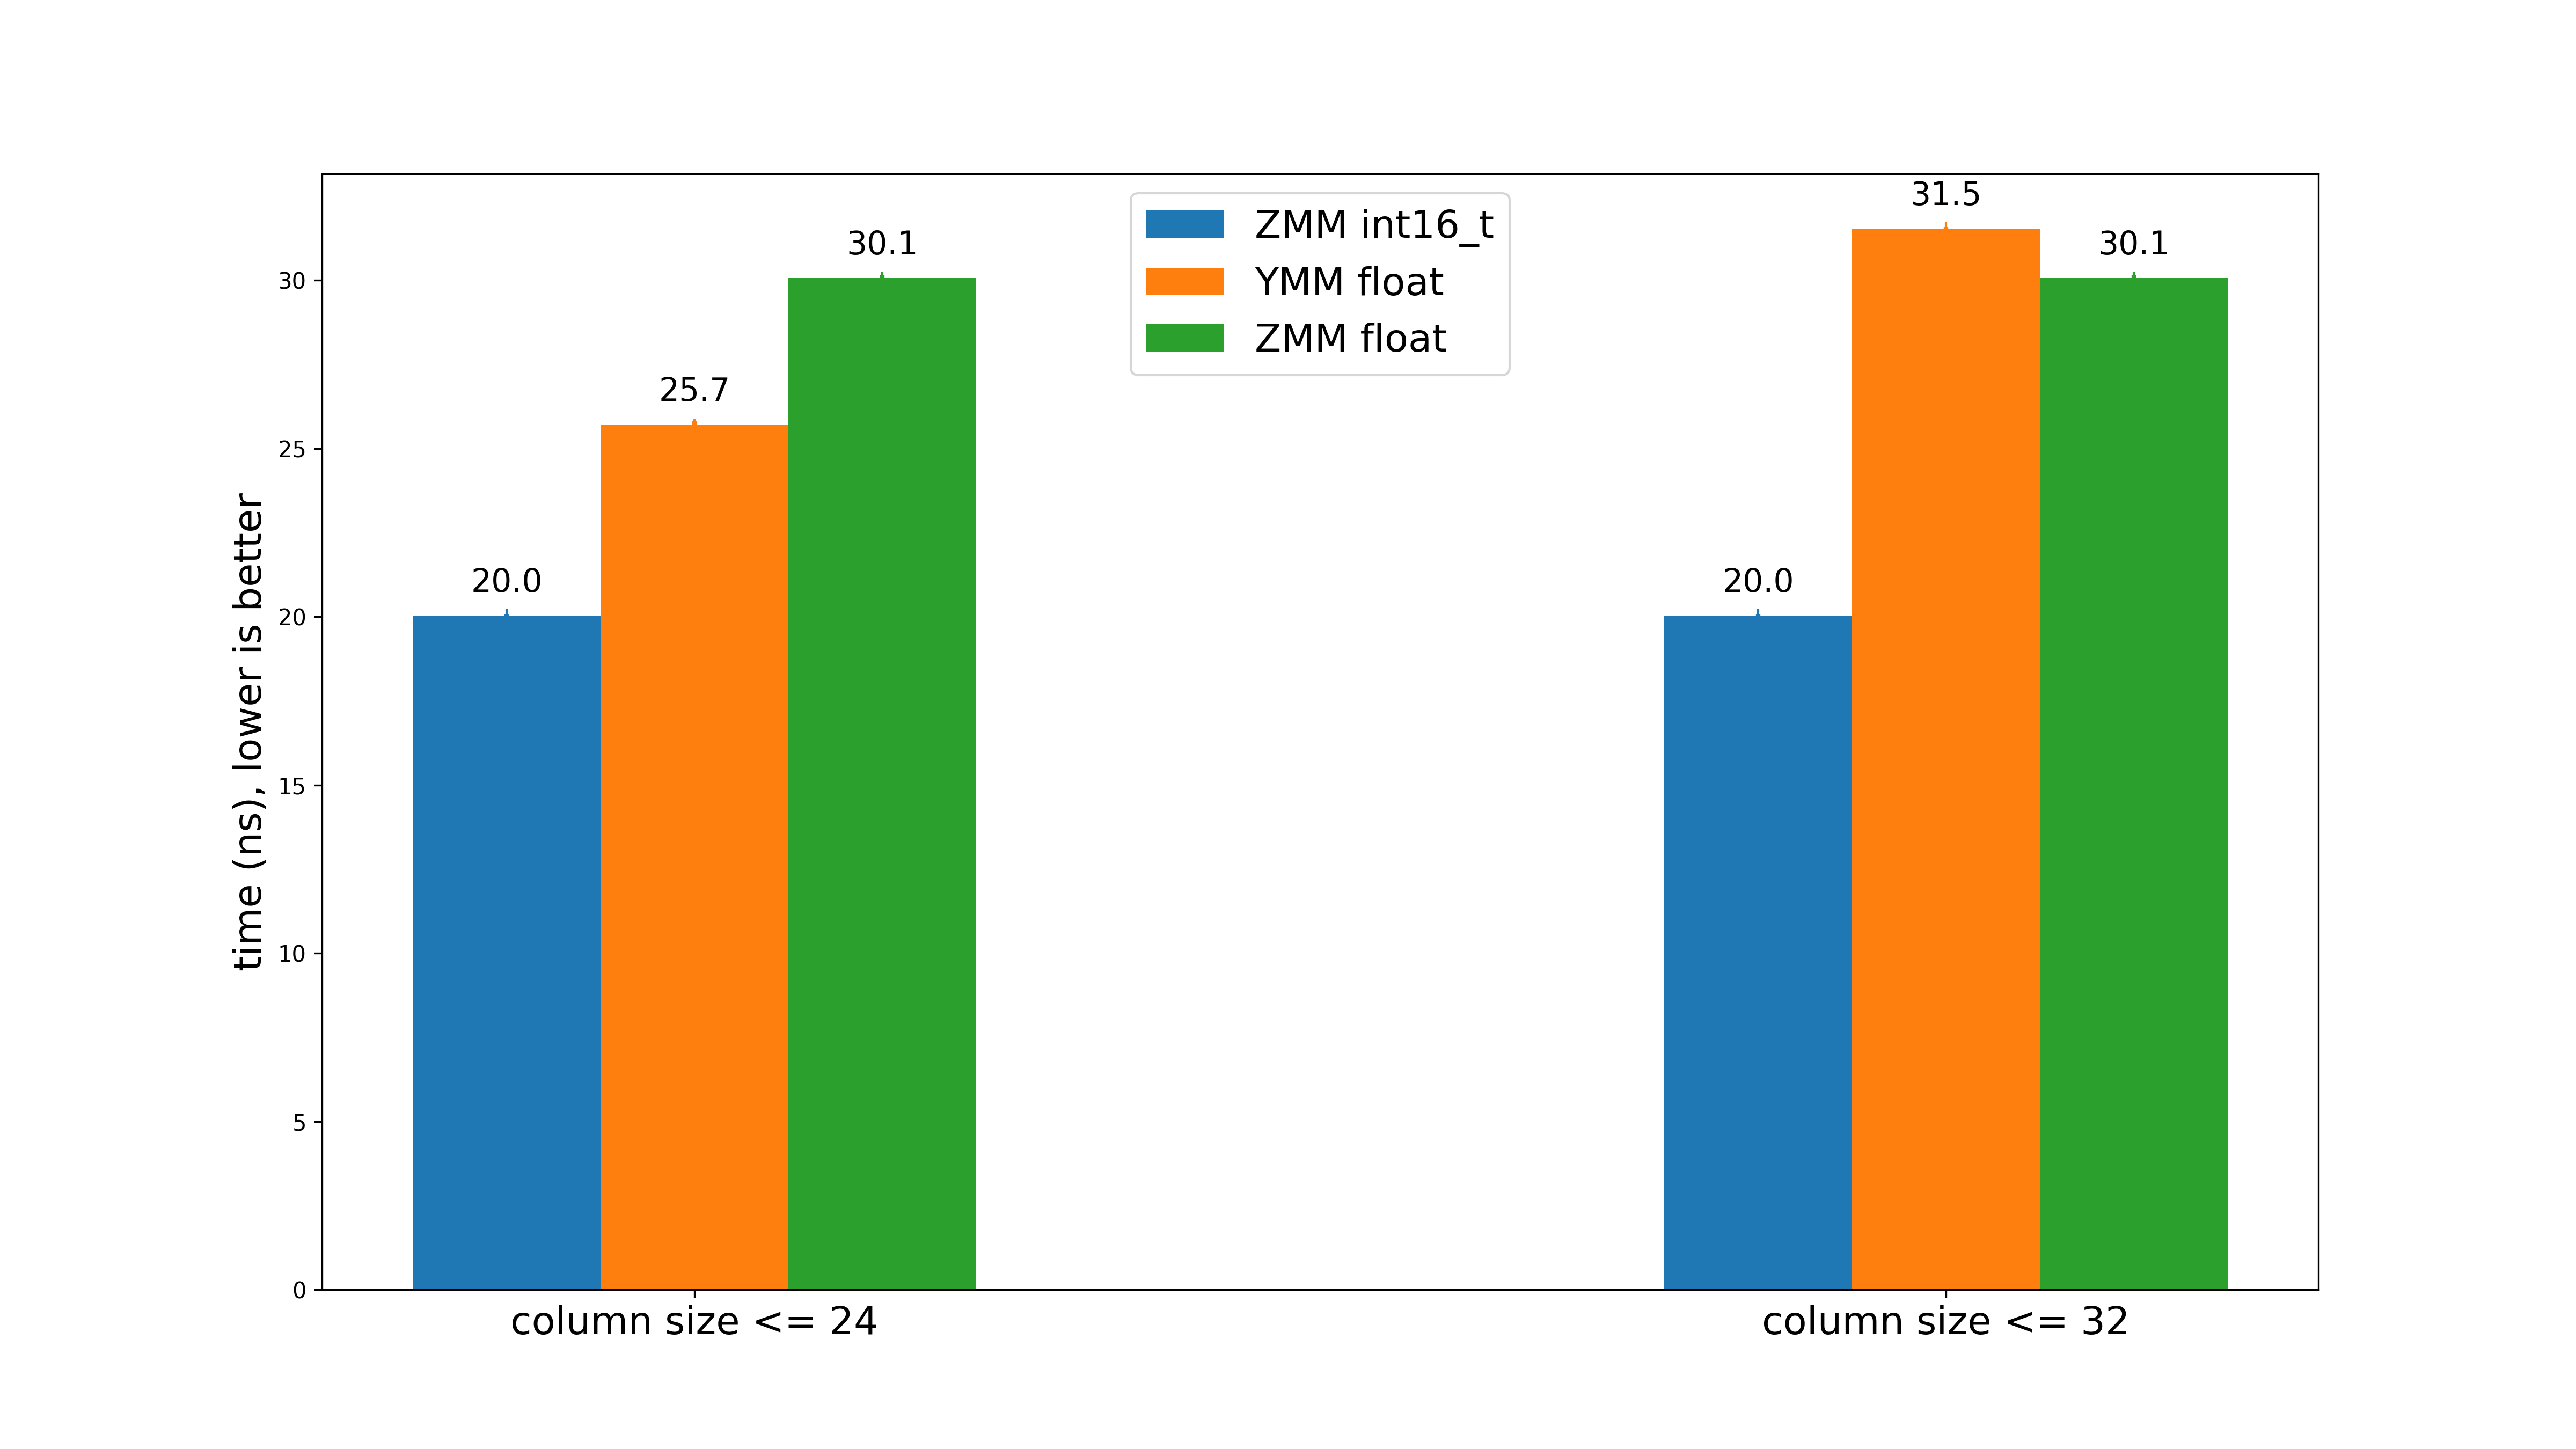 31.5
30.1
30.1
25.7
20.0
20.0
ZMM int16_t
YMM float
ZMM float
time (ns), lower is better
30
25
20
15
10
5
0
column size <= 24
column size <= 32